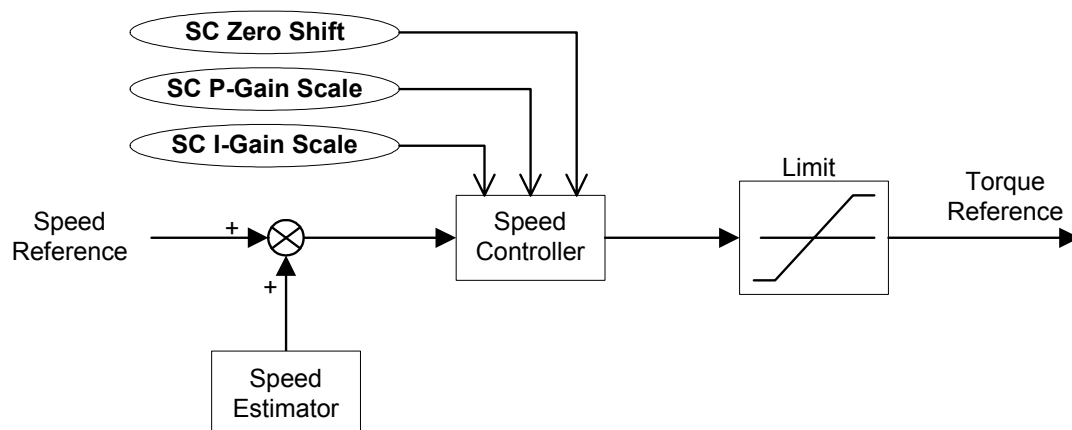 SC Zero Shift
SC P-Gain Scale
SC I-Gain Scale
Limit
Speed
Reference
+
Speed
Controller
Torque
Reference
+
Speed
Estimator